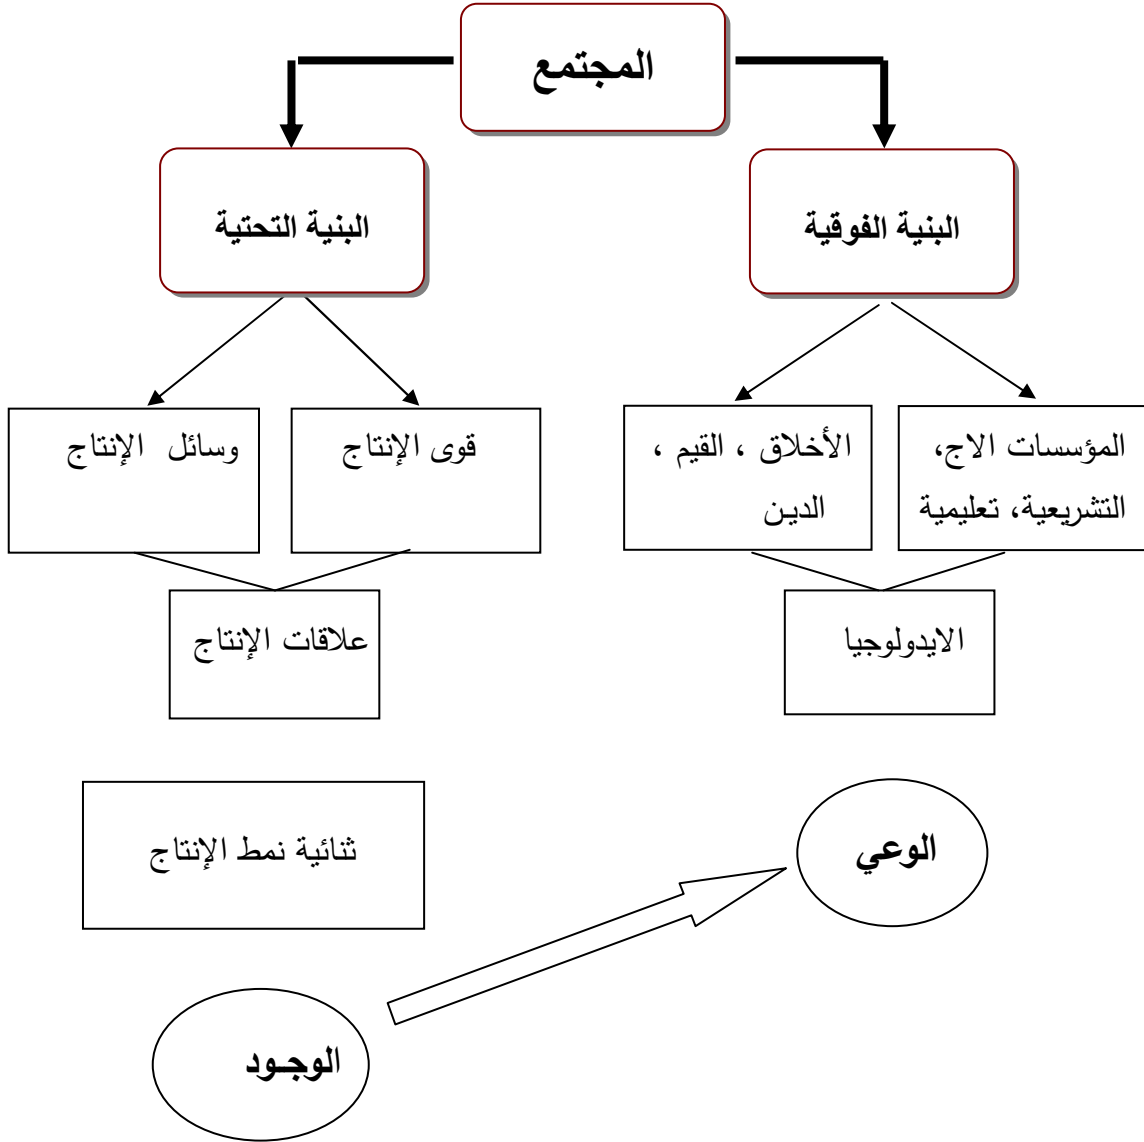 المجتمع
البنية الفوقية
البنية التحتية
المؤسسات الاج،
التشريعية، تعليمية
الأخلاق ، القيم ،
الدين
قوى الإنتاج
وسائل الإنتاج
الايدولوجيا
علاقات الإنتاج
الوعي
ثنائية نمط الإنتاج
الوجـود